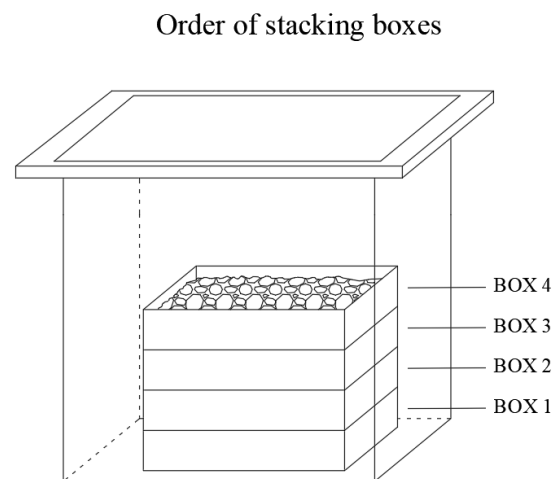 Order of stacking boxes
BOX 4
BOX 3
BOX 2
BOX 1